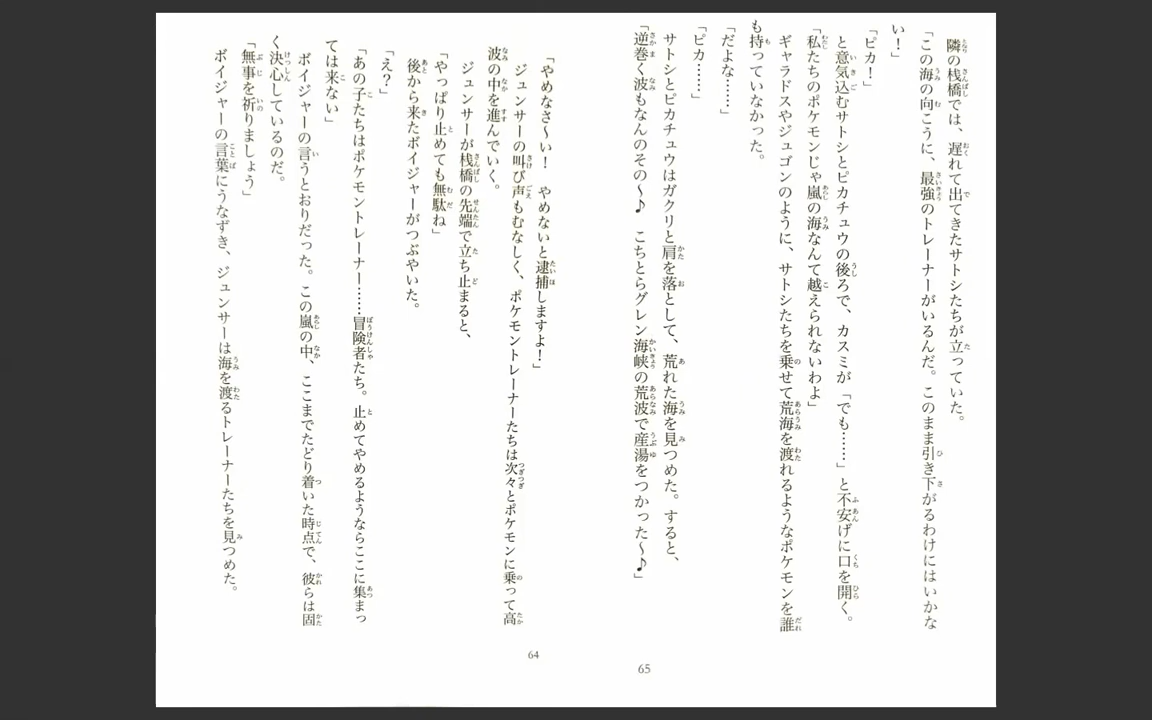 隣の桟橋では、遅れて出てきたサトシたちが立っていた。
「この海の向こうに、最強のトレーナーがいるんだ。このまま引き下がるわけにはいかな
い！」
「ピカ！」
と意気込むサトシとピカチュウの後ろで、カスミが「でも……」と不安げに口を開く。
「私たちのポケモンじゃ嵐の海なんて越えられないわよ」
ギャラドスやジュゴンのように、サトシたちを乗せて荒海を渡れるようなポケモンを誰
も持っていなかった。
「だよな……」
「ピカ……」
サトシとピカチュウはガクリと肩を落として、荒れた海を見つめた。すると、
「逆巻く波もなんのその〜♪　こちとらグレン海峡の荒波で産湯をつかった〜♪」
65
「やめなさ〜い！　やめないと逮捕しますよ！」
ジュンサーの叫び声もむなしく、ポケモントレーナーたちは次々とポケモンに乗って高
波の中を進んでいく。
ジュンサーが桟橋の先端で立ち止まると、
「やっぱり止めても無駄ね」
後から来たボイジャーがつぶやいた。
「え？」
「あの子たちはポケモントレーナー……冒険者たち。止めてやめるようならここに集まっ
ては来ない」
ボイジャーの言うとおりだった。この嵐の中、ここまでたどり着いた時点で、彼らは固
く決心しているのだ。
「無事を祈りましょう」
ボイジャーの言葉にうなずき、ジュンサーは海を渡るトレーナーたちを見つめた。
64